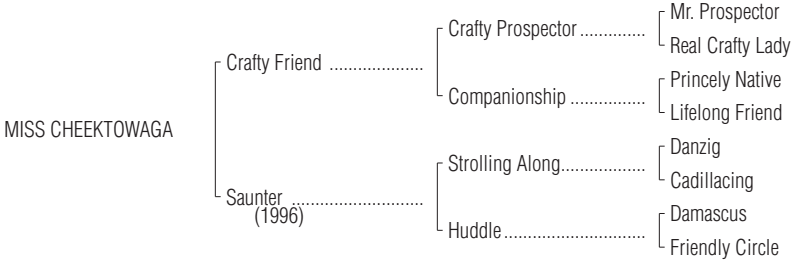 Mr. Prospector
Crafty Prospector ..............
Real Crafty Lady
Crafty Friend ....................
Princely Native
Companionship ................
Lifelong Friend
MISS CHEEKTOWAGA
Danzig
Strolling Along..................
Cadillacing
Saunter ............................
(1996)
Damascus
Huddle..............................
Friendly Circle